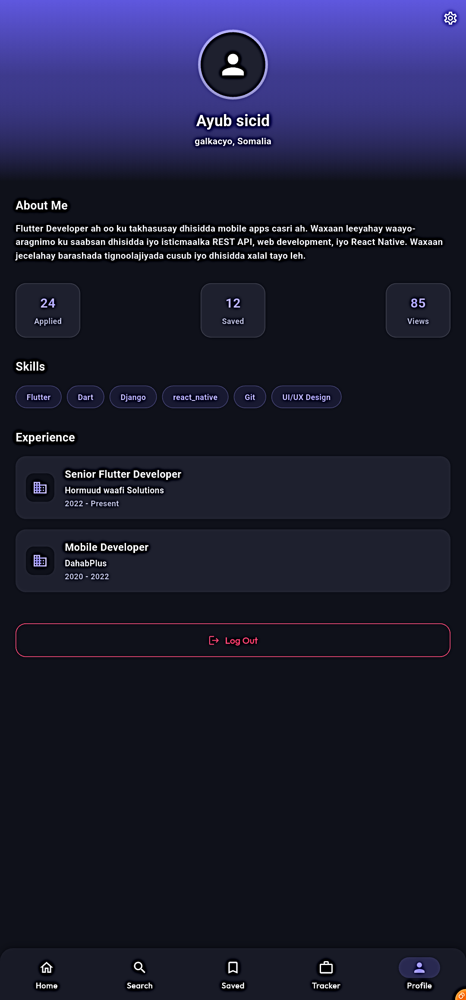 Ayub sicid
galkacyo, Somalia
About Me
Flutter Developer ah oo ku takhasusay dhisidda mobile apps casri ah. Waxaan leeyahay waayo-
aragnimo ku saabsan dhisidda iyo isticmaalka REST API, web development, iyo React Native. Waxaan
jecelahay barashada tignoolajiyada cusub iyo dhisidda xalal tayo leh.
24 12 85
Applied Saved Views
Skills
Flutter Dart Django react_native Git UI/UX Design
Experience
Senior Flutter Developer
Hormuud waafi Solutions
2022 - Present
Mobile Developer
DahabPlus
2020 - 2022
Log Out
Home Search Saved Tracker Profile